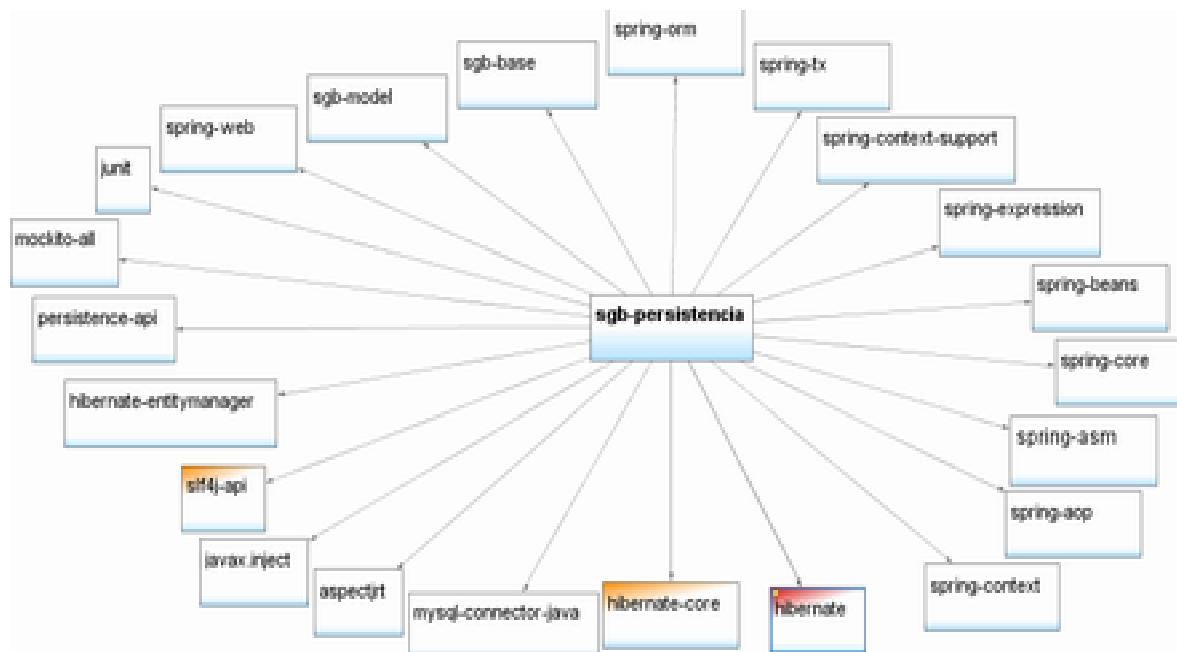 spring-orm
sgb-base
spring-tx
sgb-model
spring-web
spring-context-support
junit
spring-expression
mockito-all
spring-beans
persistence-api
sgb-persistencia
spring-core
hibernate-entitymanager
spring-asm
slf4j-api
spring-aop
javax.inject
aspectjrt
mysql-connector-java
hibernate-core
hibernate
spring-context